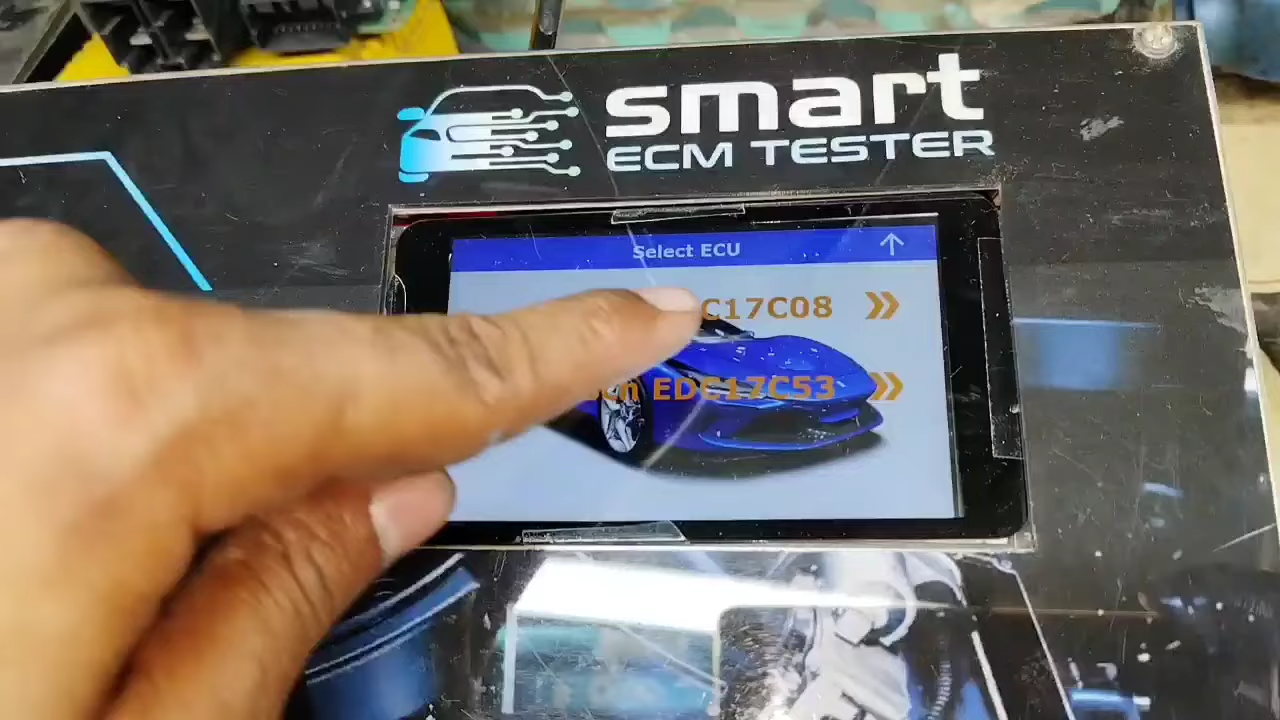 smart
ECM TESTER
Select ECU
C17C08 »
EDC17C53 »